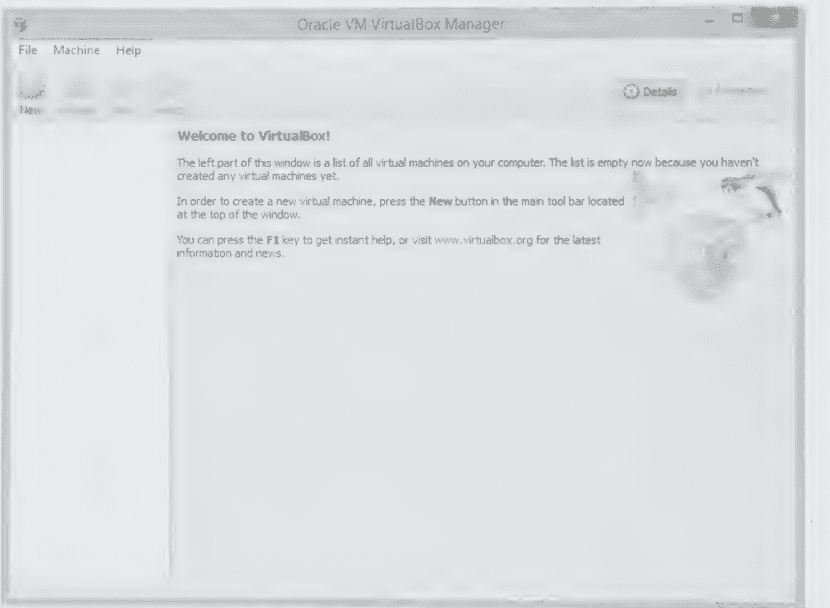 Oracle VM VirtualBox Manager
File Machine Help
Details
New
Welcome to VirtualBox!
The left part of this window is a list of all virtual machines on your computer. The list is empty now because you haven't
created any virtual machines yet.
In order to create a new virtual machine, press the New button in the main tool bar located
at the top of the window.
You can press the F1 key to get instant help, or visit www.virtualbox.org for the latest
information and news.